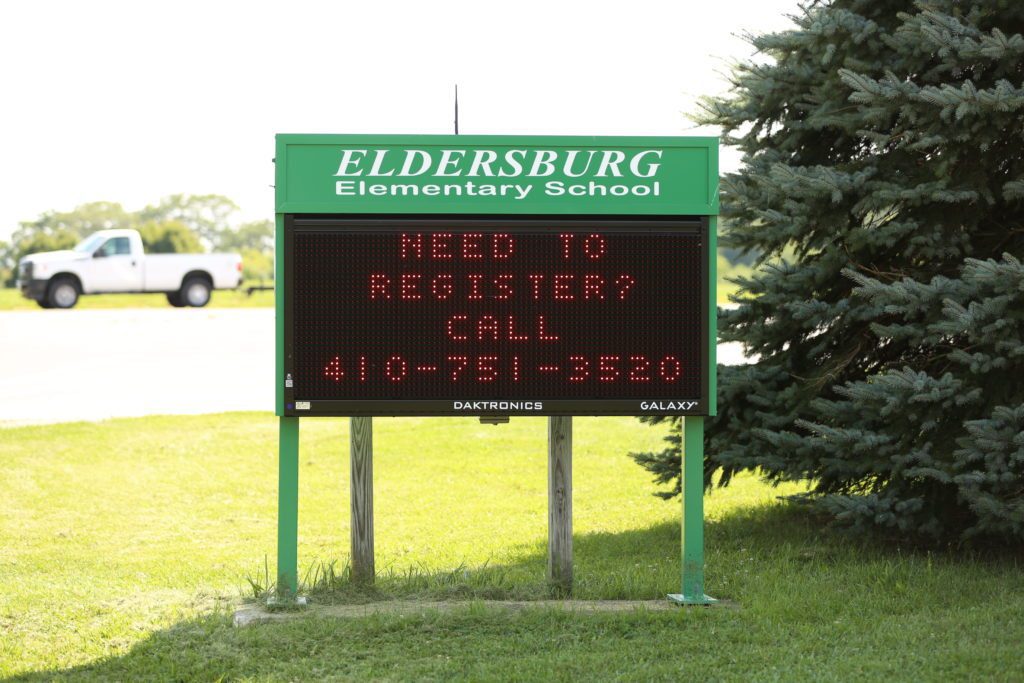 ELDERSBURG
Elementary School
NEED TO
REGISTER?
CALL
410-751-3520
DAKTRONICS GALAXY®